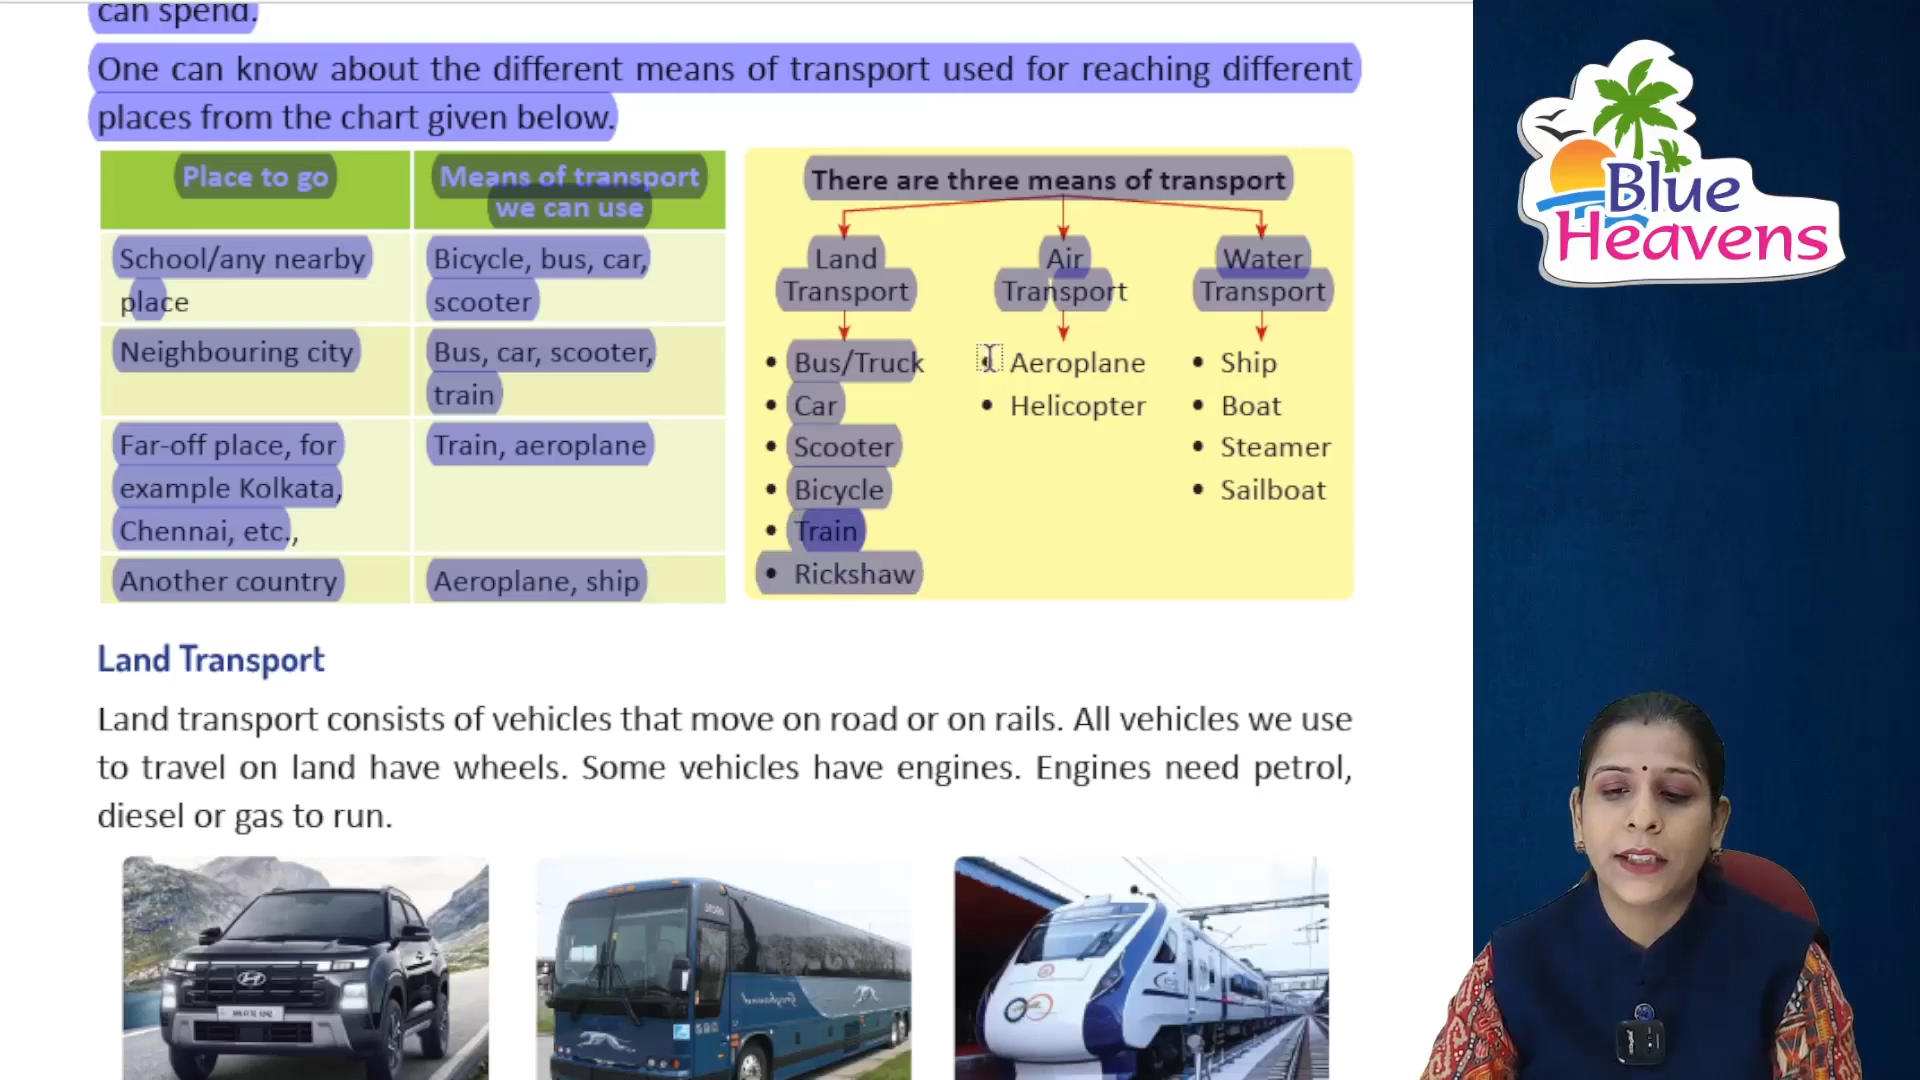 can spend.
One can know about the different means of transport used for reaching different
places from the chart given below.
Place to go
Means of transport
we can use
School/any nearby
place
Bicycle, bus, car,
scooter
Neighbouring city
Bus, car, scooter,
train
Far-off place, for
example Kolkata,
Chennai, etc.,
Train, aeroplane
Another country
Aeroplane, ship
There are three means of transport
Land
Transport
• Bus/Truck
• Car
• Scooter
• Bicycle
• Train
• Rickshaw
Air
Transport
• Aeroplane
• Helicopter
Water
Transport
• Ship
• Boat
• Steamer
• Sailboat
Land Transport
Land transport consists of vehicles that move on road or on rails. All vehicles we use
to travel on land have wheels. Some vehicles have engines. Engines need petrol,
diesel or gas to run.
Blue
Heavens